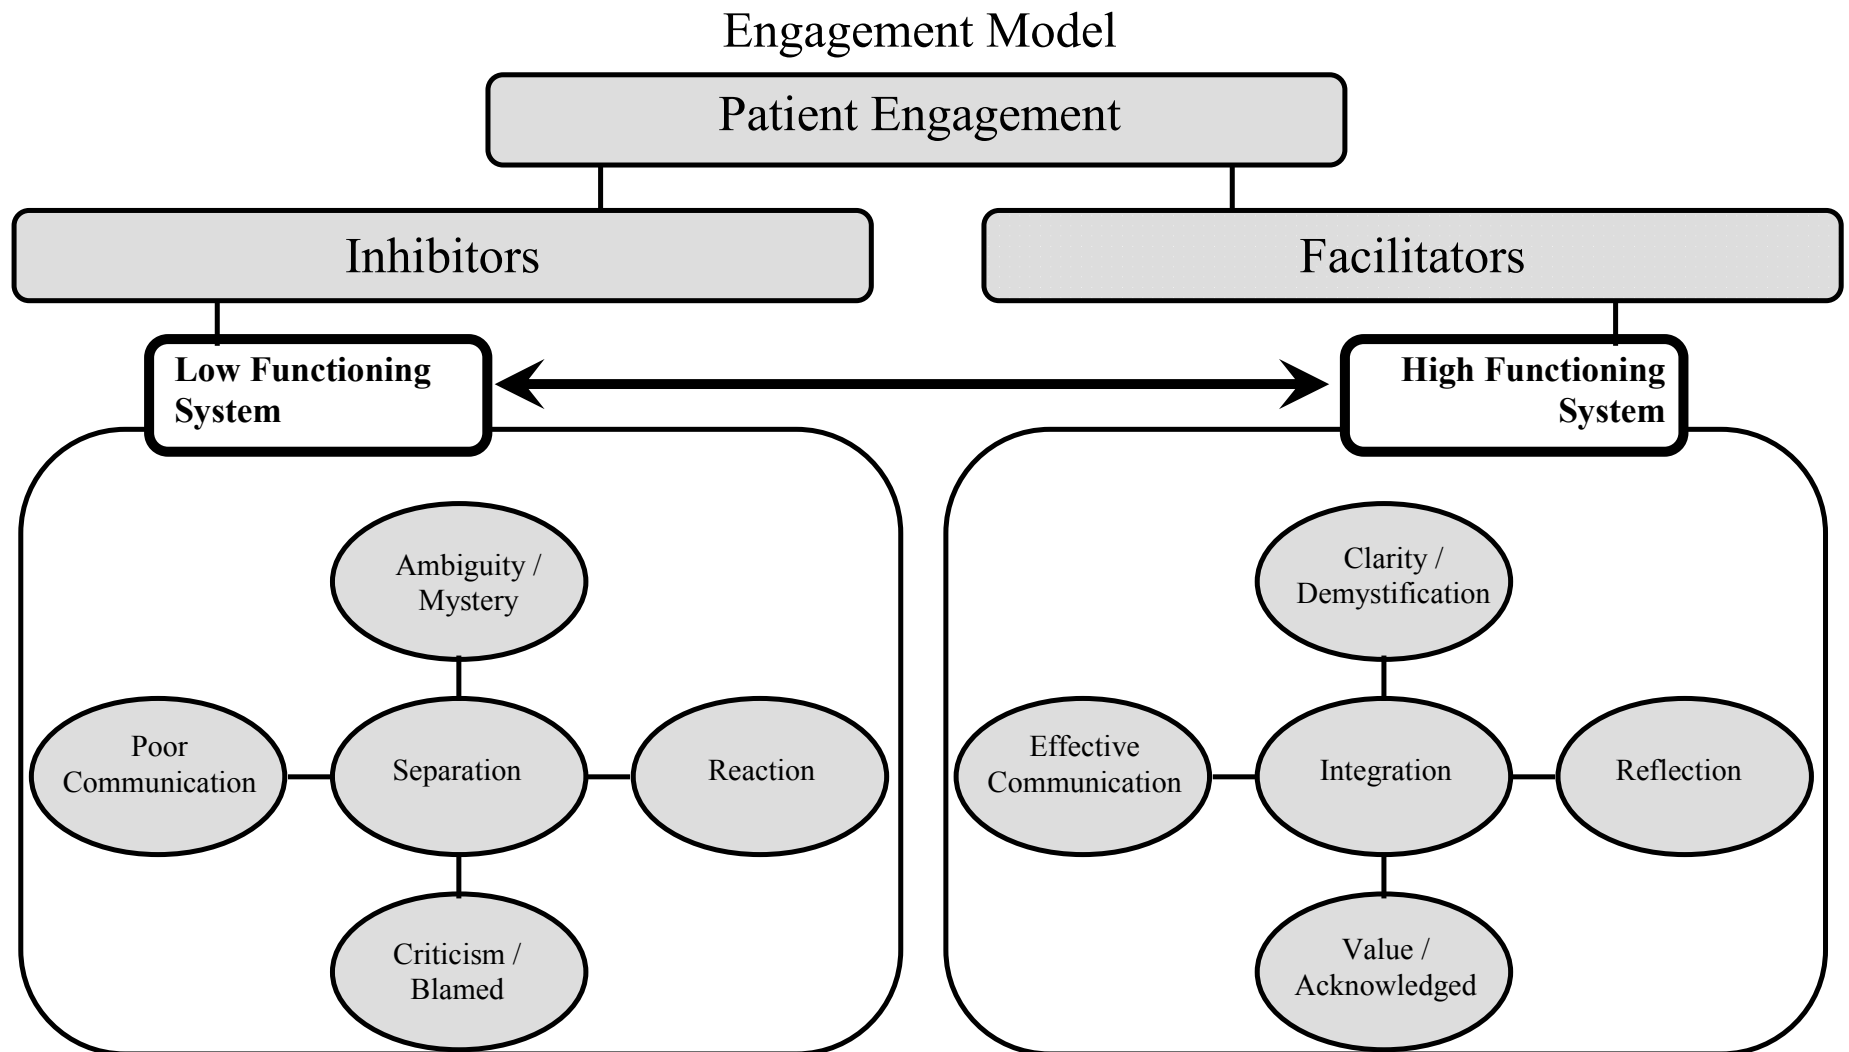 Engagement Model
Patient Engagement
Inhibitors
Facilitators
Low Functioning
System
High Functioning
System
Ambiguity /
Mystery
Poor
Communication
Separation
Reaction
Criticism /
Blamed
Clarity /
Demystification
Effective
Communication
Integration
Reflection
Value /
Acknowledged